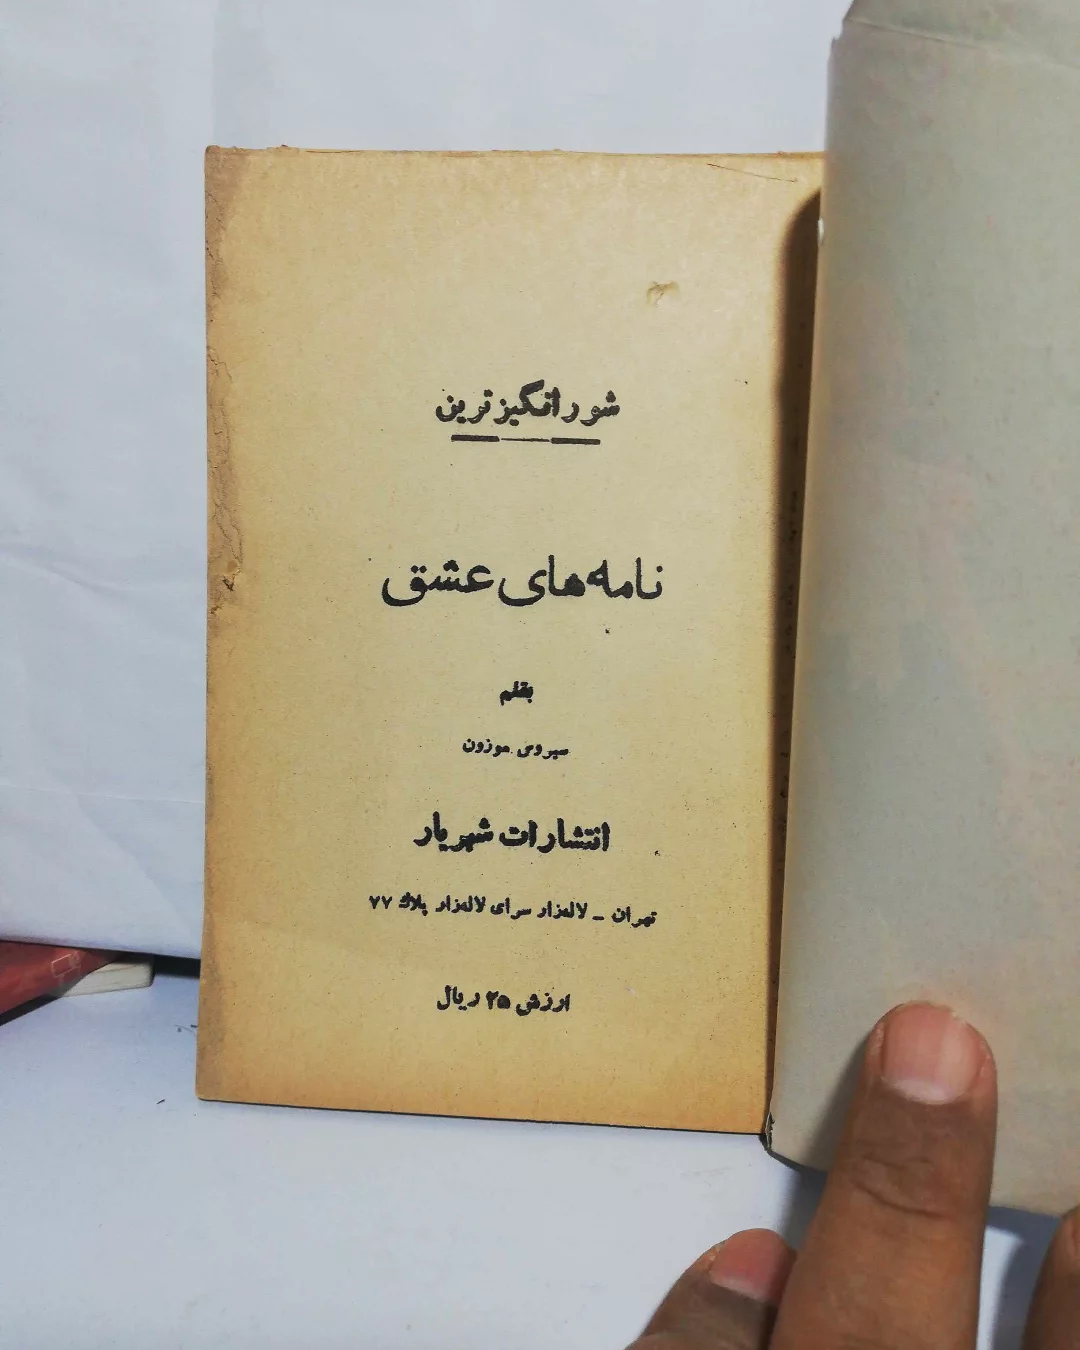 شورانگیزترین
نامه‌های عشق
بقلم
سیروس موزون
انتشارات شهریار
تهران ــ لاله‌زار سرای لاله‌زار پلاک ۷۷
ارزش ۲۵ ریال